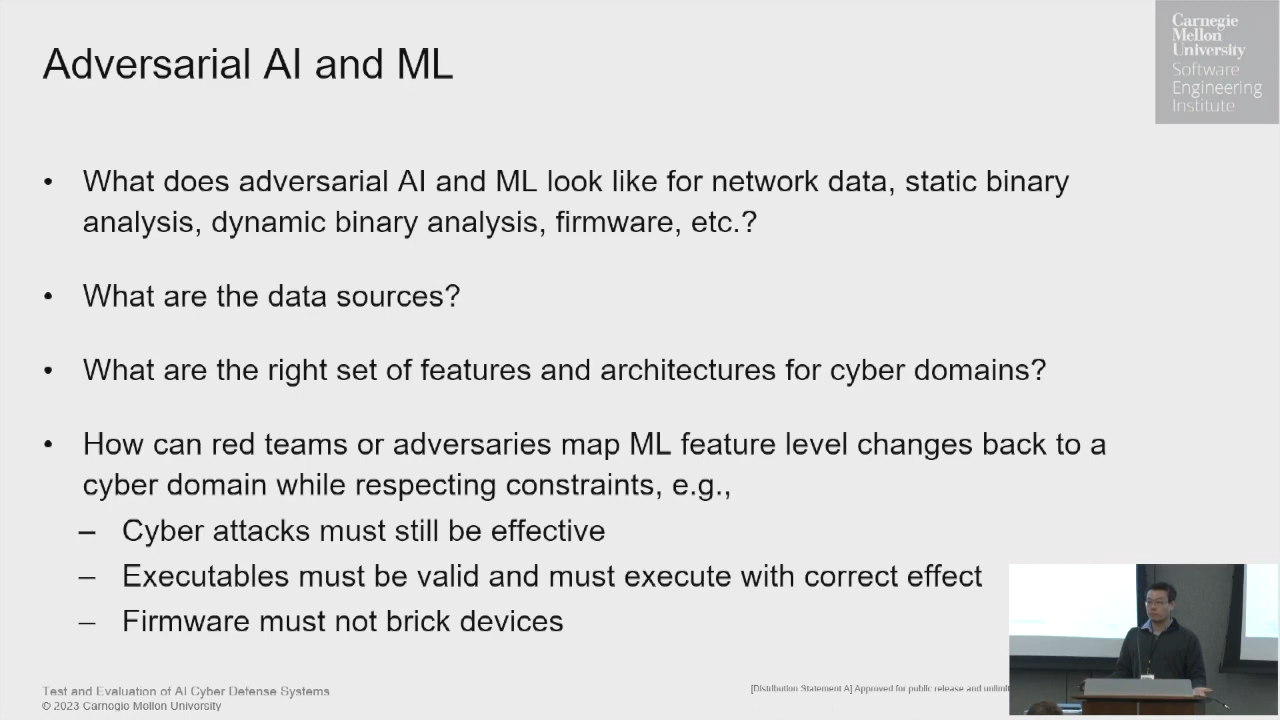 Adversarial AI and ML
Carnegie
Mellon
University
Software
Engineering
Institute
• What does adversarial AI and ML look like for network data, static binary
analysis, dynamic binary analysis, firmware, etc.?
• What are the data sources?
• What are the right set of features and architectures for cyber domains?
• How can red teams or adversaries map ML feature level changes back to a
cyber domain while respecting constraints, e.g.,
– Cyber attacks must still be effective
– Executables must be valid and must execute with correct effect
– Firmware must not brick devices
Test and Evaluation of AI Cyber Defense Systems
© 2023 Carnegie Mellon University
[Distribution Statement A] Approved for public release and